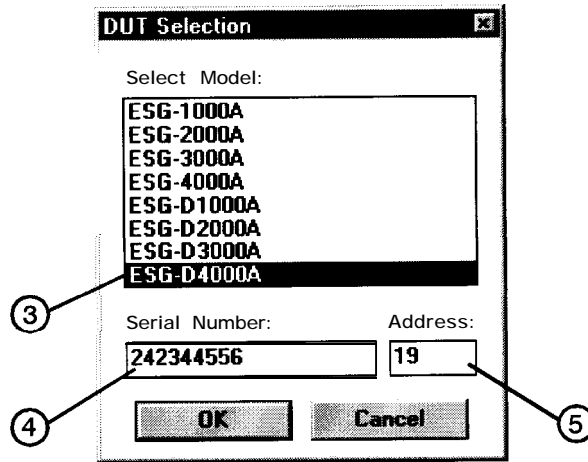 DUT Selection
Select Model:
ESG-1000A
ESG-2000A
ESG-3000A
ESG-4000A
ESG-D1000A
ESG-D2000A
ESG-D3000A
ESG-D4000A
3
Serial Number: Address:
242344556 19
4 OK Cancel 5